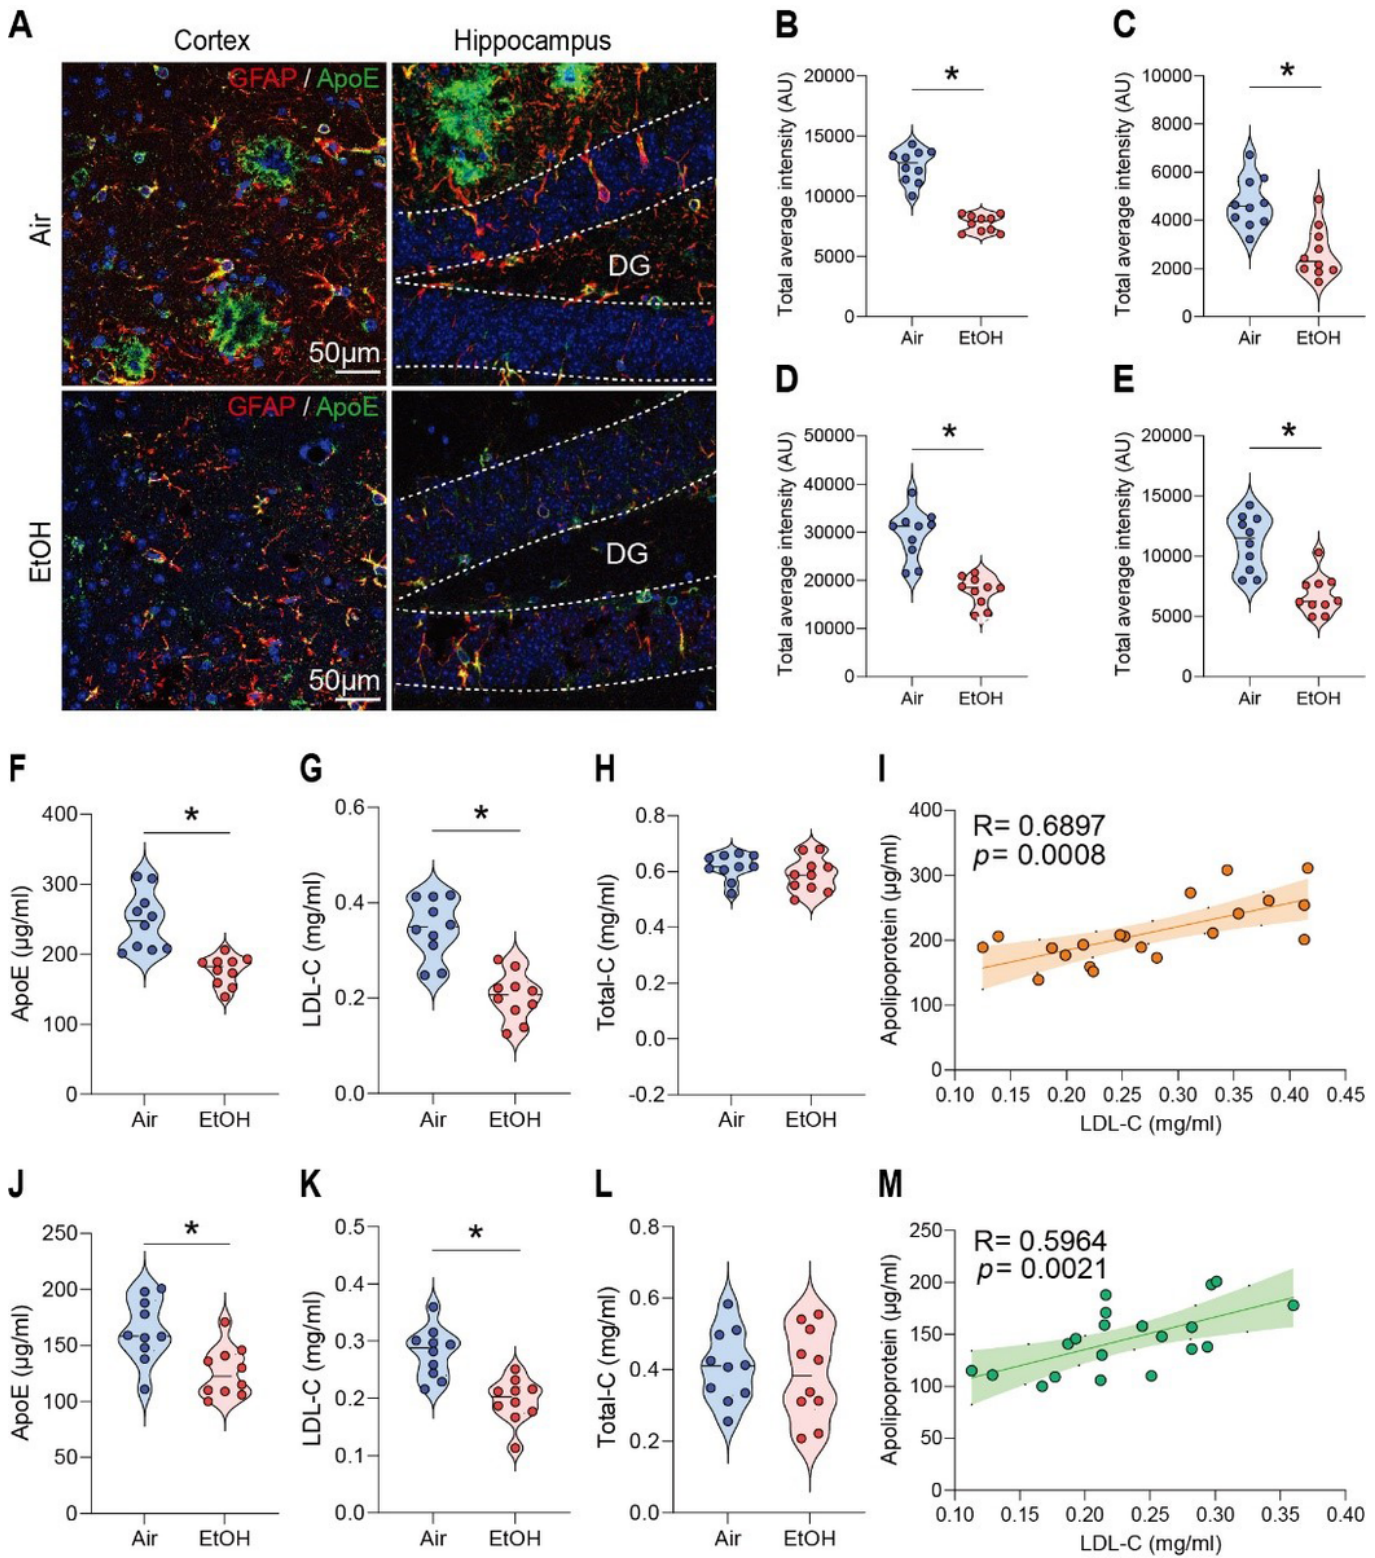 A
Cortex
Hippocampus
Air
GFAP / ApoE
50µm
DG
EtOH
GFAP / ApoE
50µm
DG
B
Total average intensity (AU)
20000
15000
10000
5000
0
*
Air
EtOH
C
Total average intensity (AU)
10000
8000
6000
4000
2000
0
*
Air
EtOH
D
Total average intensity (AU)
50000
40000
30000
20000
10000
0
*
Air
EtOH
E
Total average intensity (AU)
20000
15000
10000
5000
0
*
Air
EtOH
F
ApoE (µg/ml)
400
300
200
100
0
*
Air
EtOH
G
LDL-C (mg/ml)
0.6
0.4
0.2
0.0
*
Air
EtOH
H
Total-C (mg/ml)
0.8
0.6
0.4
0.2
0.0
-0.2
Air
EtOH
I
Apolipoprotein (µg/ml)
400
300
200
100
0
R= 0.6897
p= 0.0008
0.10 0.15 0.20 0.25 0.30 0.35 0.40 0.45
LDL-C (mg/ml)
J
ApoE (µg/ml)
250
200
150
100
50
0
*
Air
EtOH
K
LDL-C (mg/ml)
0.5
0.4
0.3
0.2
0.1
0.0
*
Air
EtOH
L
Total-C (mg/ml)
0.8
0.6
0.4
0.2
0.0
Air
EtOH
M
Apolipoprotein (µg/ml)
250
200
150
100
50
0
R= 0.5964
p= 0.0021
0.10 0.15 0.20 0.25 0.30 0.35 0.40
LDL-C (mg/ml)